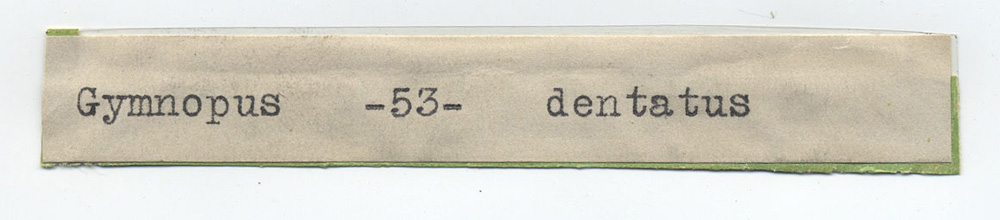 Gymnopus -53- dentatus